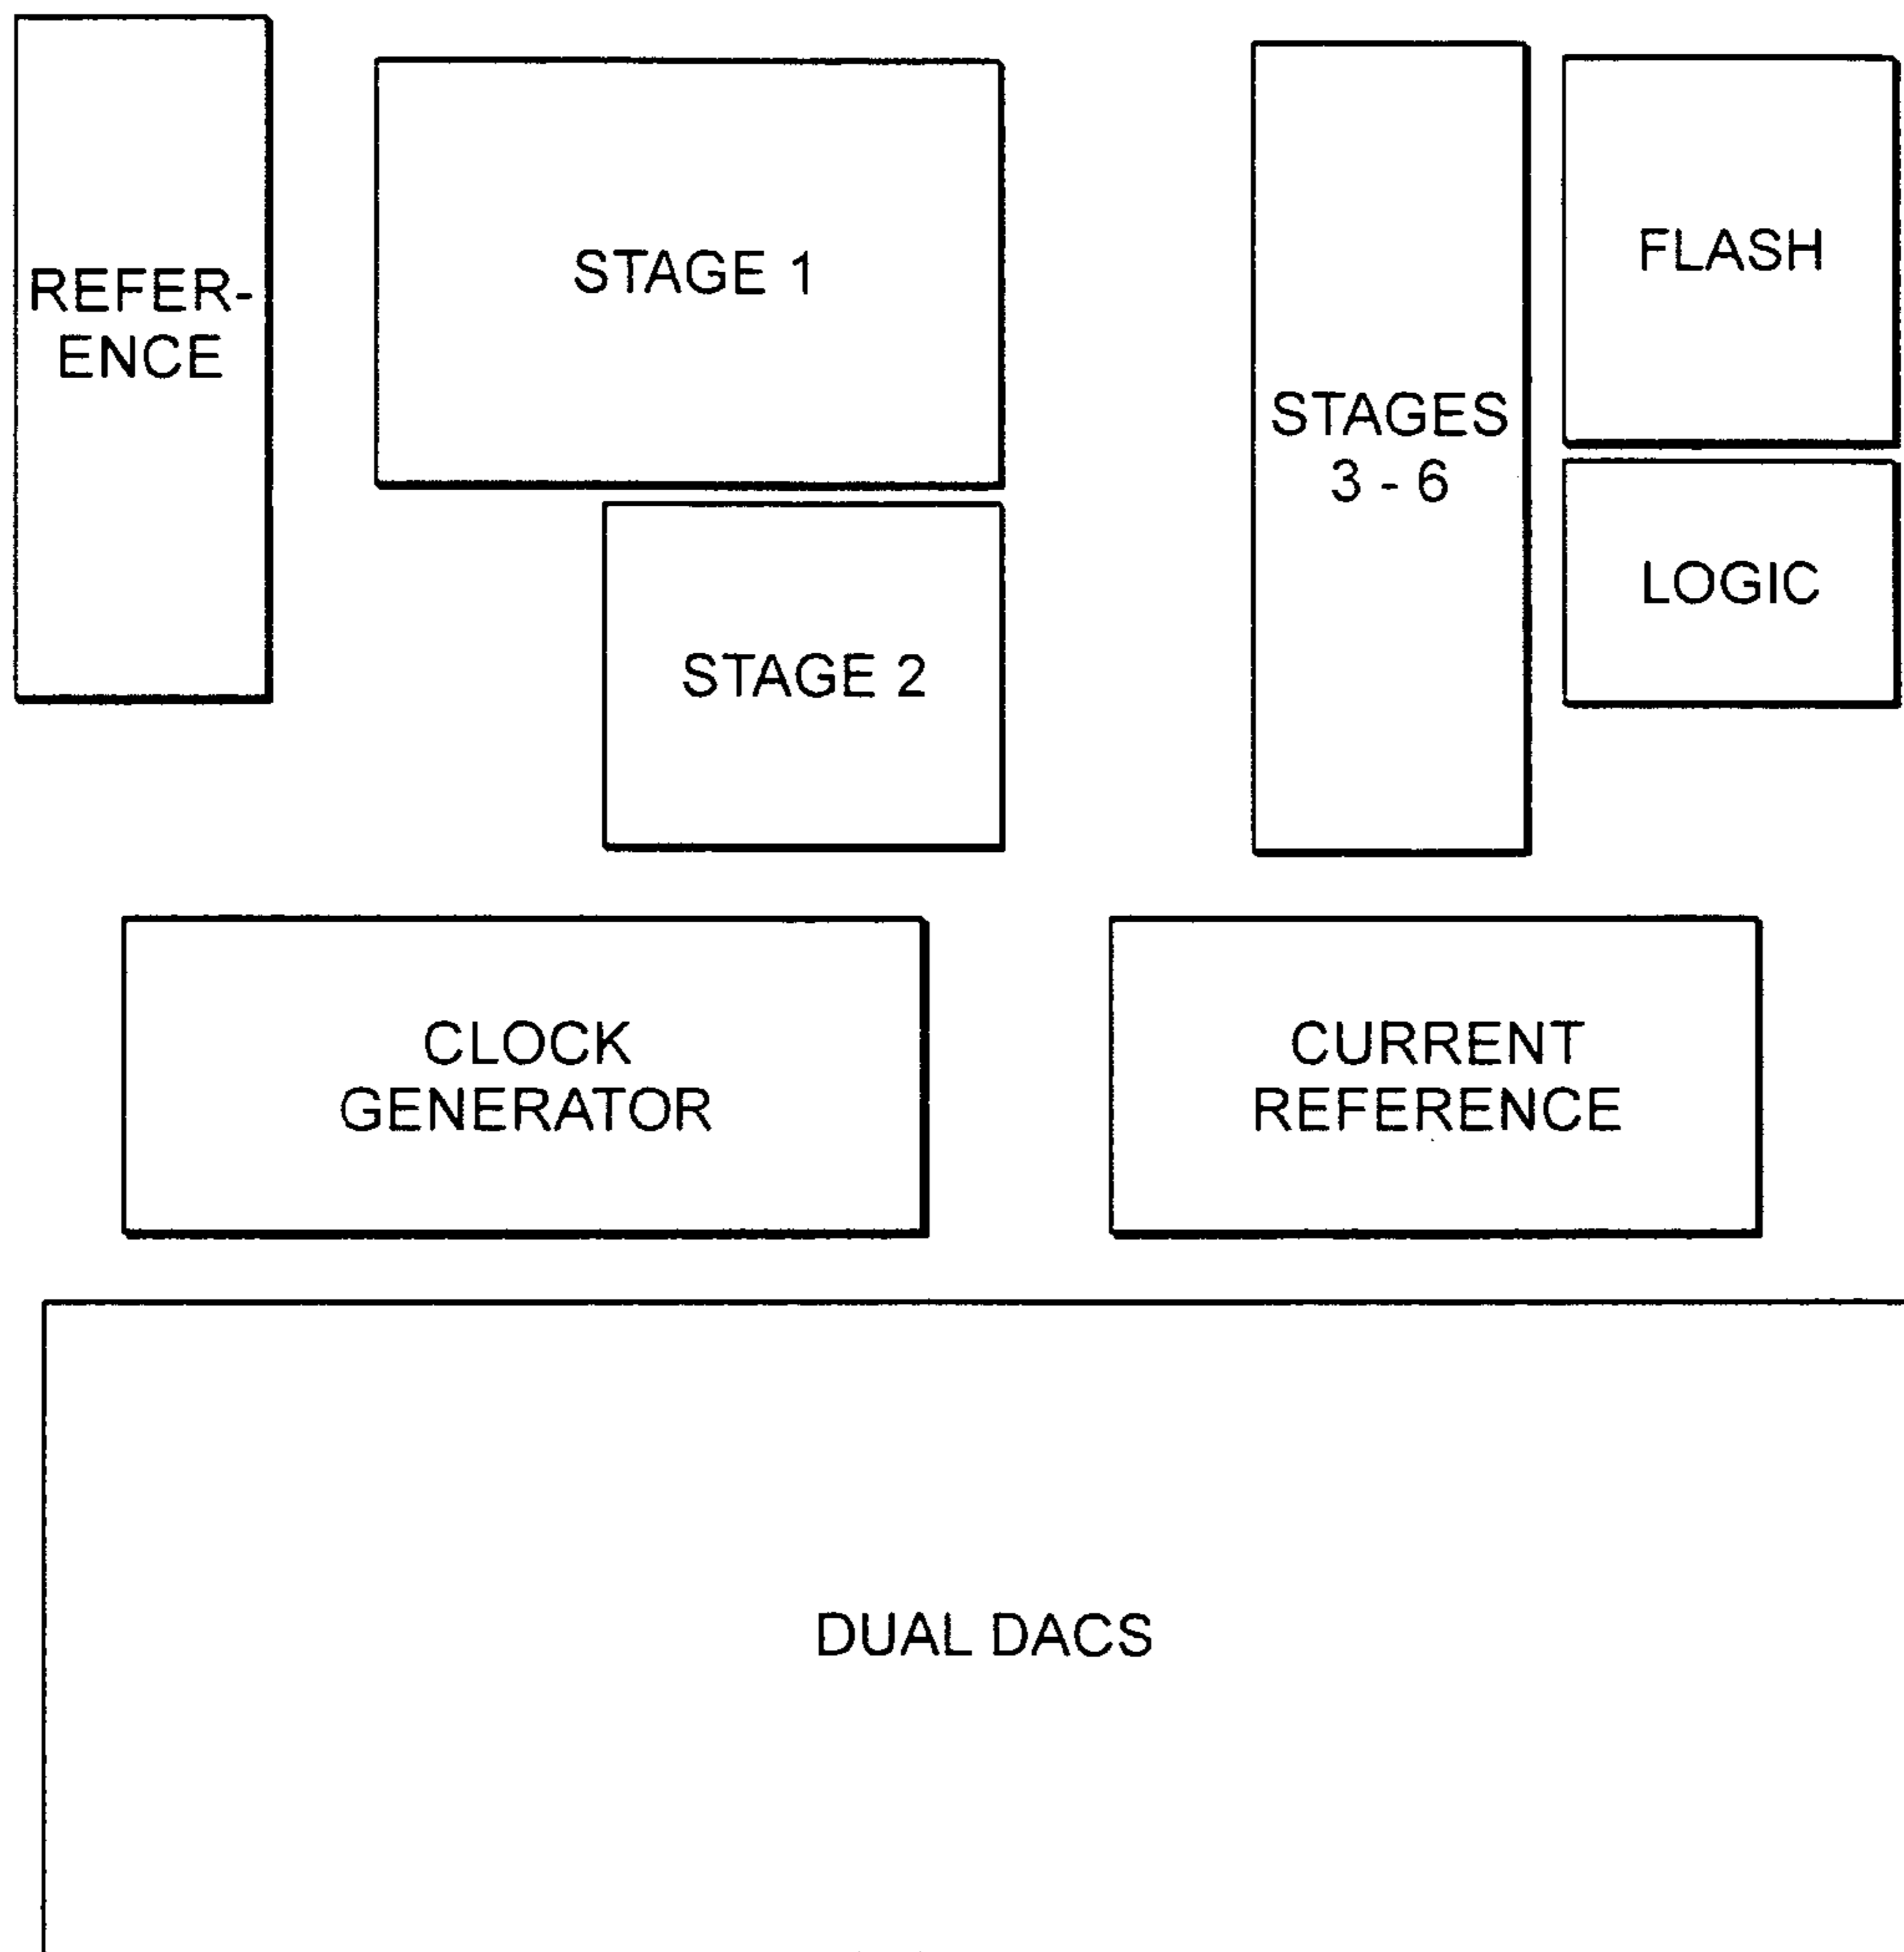 REFER-
ENCE
STAGE 1
STAGE 2
STAGES
3 - 6
FLASH
LOGIC
CLOCK
GENERATOR
CURRENT
REFERENCE
DUAL DACS